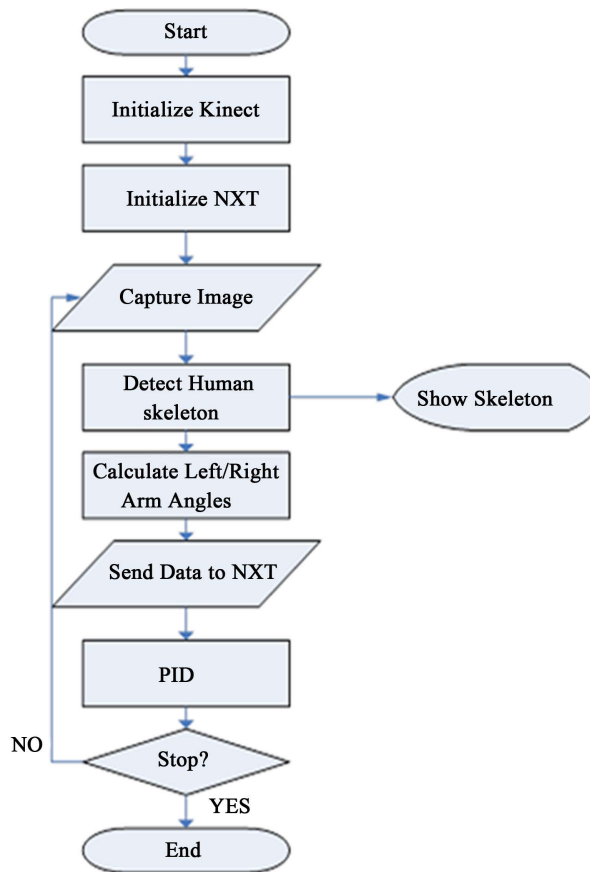 Start
Initialize Kinect
Initialize NXT
Capture Image
Detect Human
skeleton
Show Skeleton
Calculate Left/Right
Arm Angles
Send Data to NXT
PID
Stop?
NO
YES
End